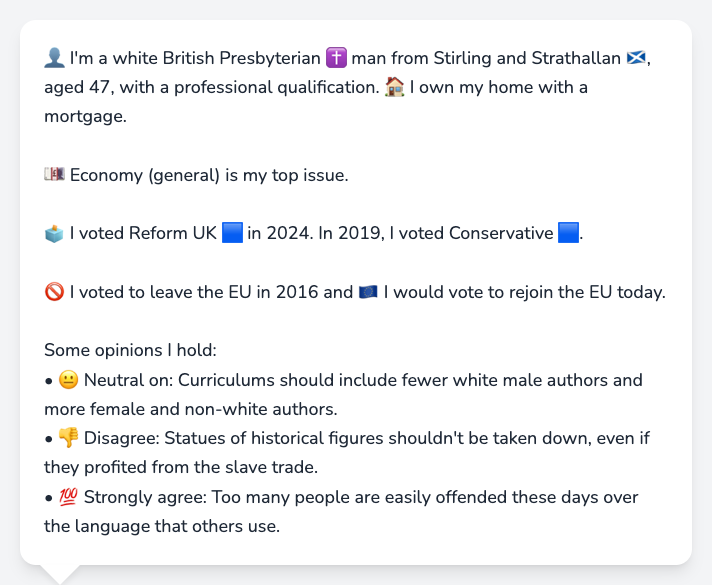 👤 I'm a white British Presbyterian ✝️ man from Stirling and Strathallan 🏴󠁧󠁢󠁳󠁣󠁴󠁿,
aged 47, with a professional qualification. 🏠 I own my home with a
mortgage.
💷 Economy (general) is my top issue.
🗳️ I voted Reform UK 🟦 in 2024. In 2019, I voted Conservative 🟦.
🚫 I voted to leave the EU in 2016 and 🇪🇺 I would vote to rejoin the EU today.
Some opinions I hold:
• 😐 Neutral on: Curriculums should include fewer white male authors and
more female and non-white authors.
• 👎 Disagree: Statues of historical figures shouldn't be taken down, even if
they profited from the slave trade.
• 💯 Strongly agree: Too many people are easily offended these days over
the language that others use.